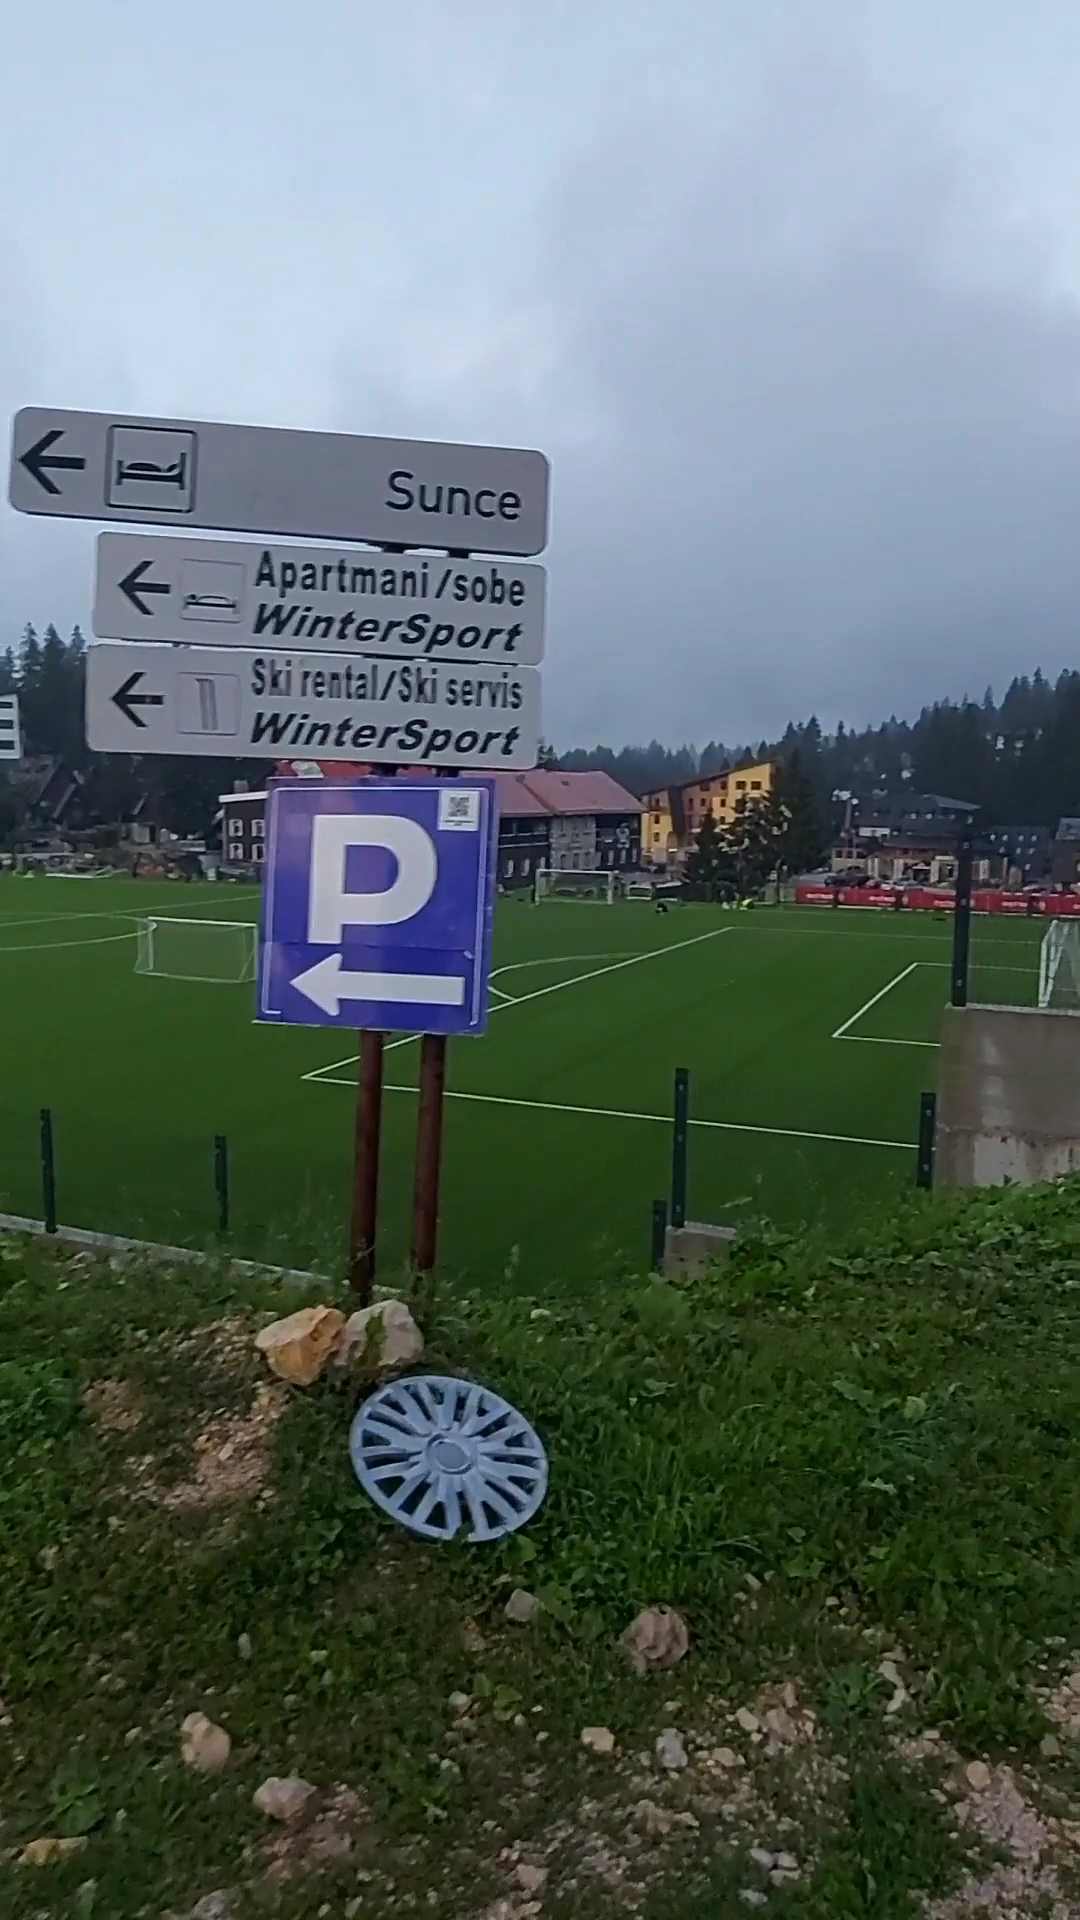 Sunce
Apartmani/sobe
WinterSport
Ski rental/Ski servis
WinterSport
P